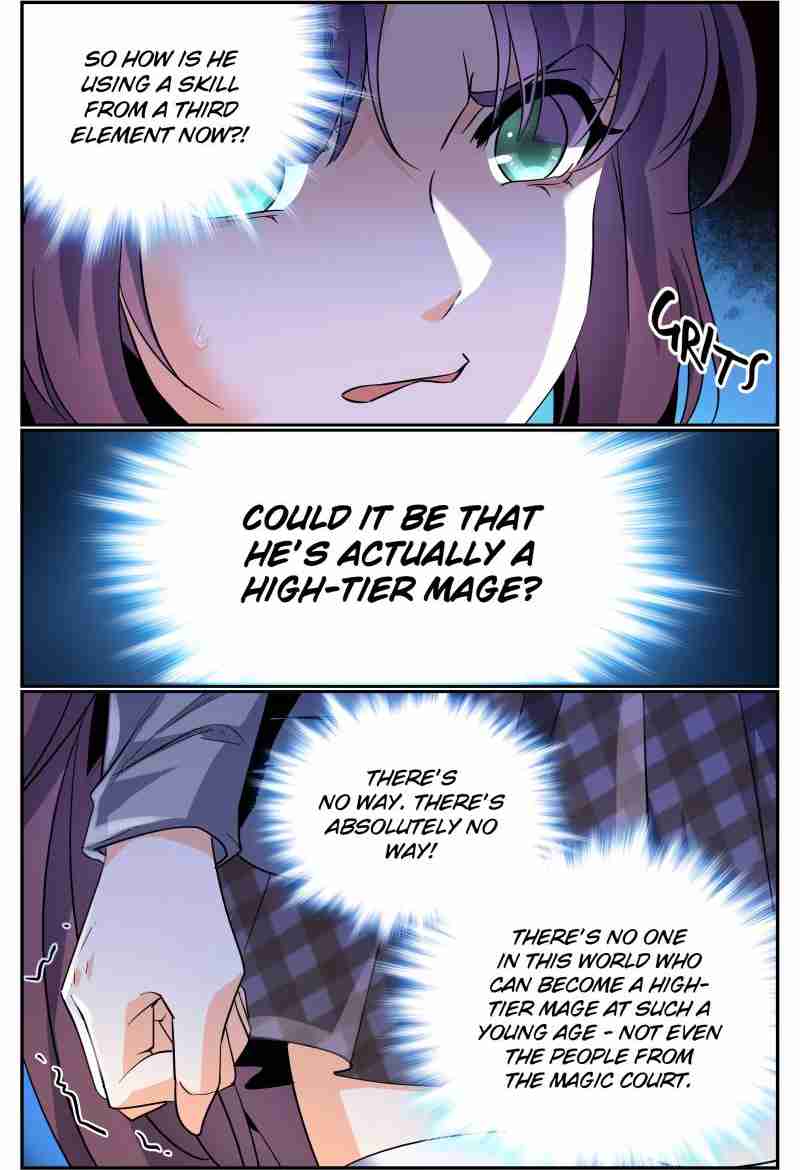 SO HOW IS HE
USING A SKILL
FROM A THIRD
ELEMENT NOW?!
GRITS
COULD IT BE THAT
HE'S ACTUALLY A
HIGH-TIER MAGE?
THERE'S
NO WAY. THERE'S
ABSOLUTELY NO
WAY!
THERE'S NO ONE
IN THIS WORLD WHO
CAN BECOME A HIGH-
TIER MAGE AT SUCH A
YOUNG AGE - NOT EVEN
THE PEOPLE FROM
THE MAGIC COURT.